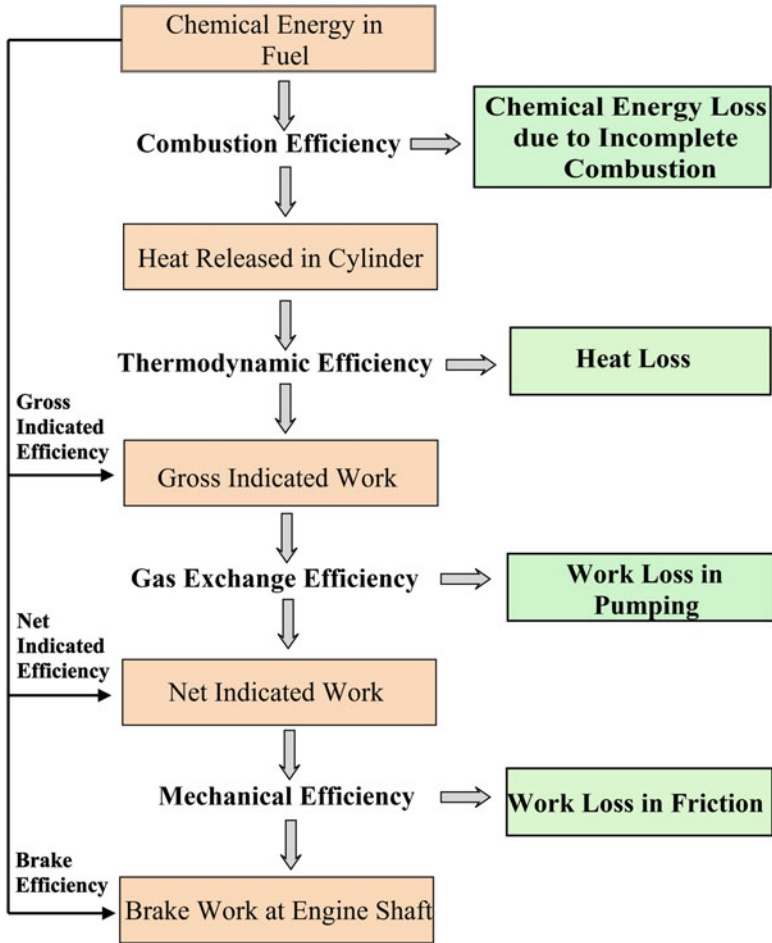 Chemical Energy in
Fuel
Combustion Efficiency
Chemical Energy Loss
due to Incomplete
Combustion
Heat Released in Cylinder
Thermodynamic Efficiency
Heat Loss
Gross
Indicated
Efficiency
Gross Indicated Work
Gas Exchange Efficiency
Work Loss in
Pumping
Net
Indicated
Efficiency
Net Indicated Work
Mechanical Efficiency
Work Loss in Friction
Brake
Efficiency
Brake Work at Engine Shaft